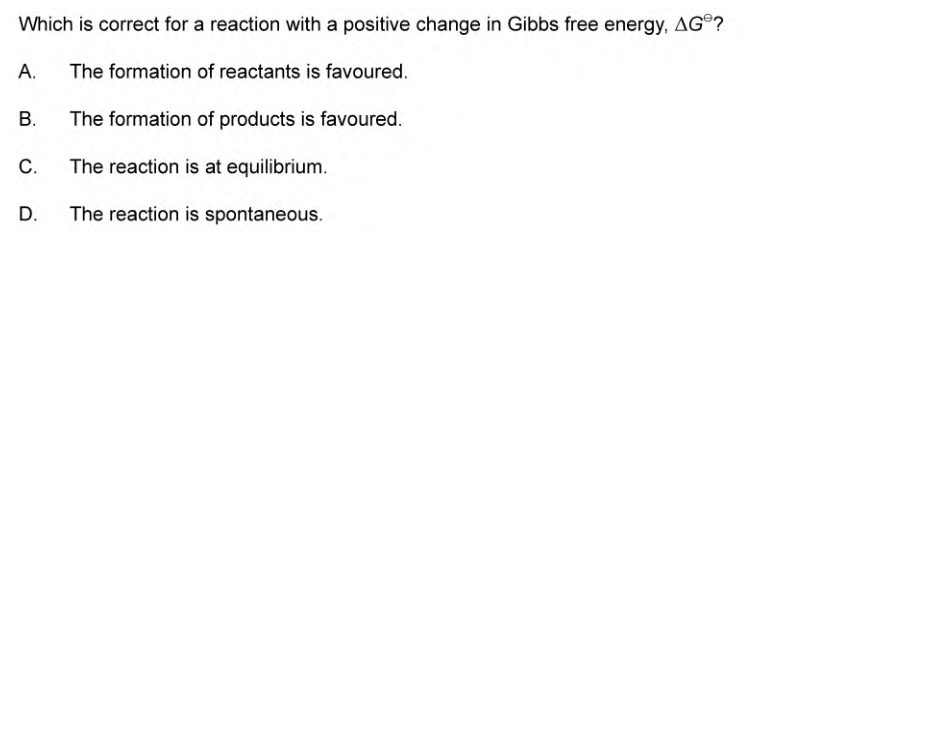 Which is correct for a reaction with a positive change in Gibbs free energy, ΔG⊖?
A. The formation of reactants is favoured.
B. The formation of products is favoured.
C. The reaction is at equilibrium.
D. The reaction is spontaneous.